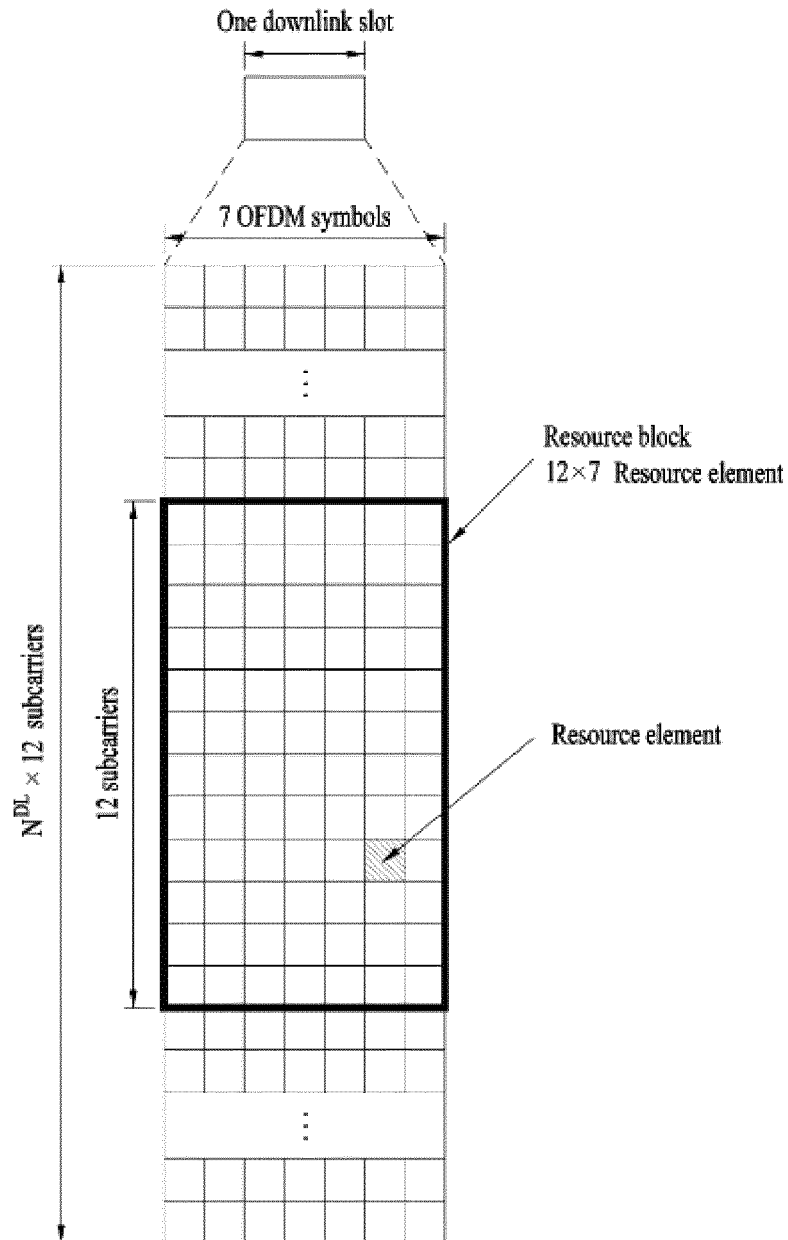 One downlink slot
7 OFDM symbols
Resource block
12×7 Resource element
N^DL × 12 subcarriers
12 subcarriers
Resource element